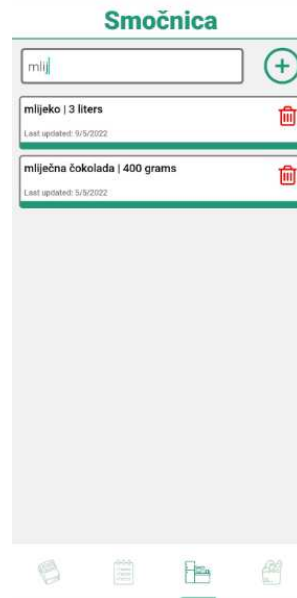 Smočnica
mlij
mlijeko | 3 liters
Last updated: 9/5/2022
mliječna čokolada | 400 grams
Last updated: 5/5/2022